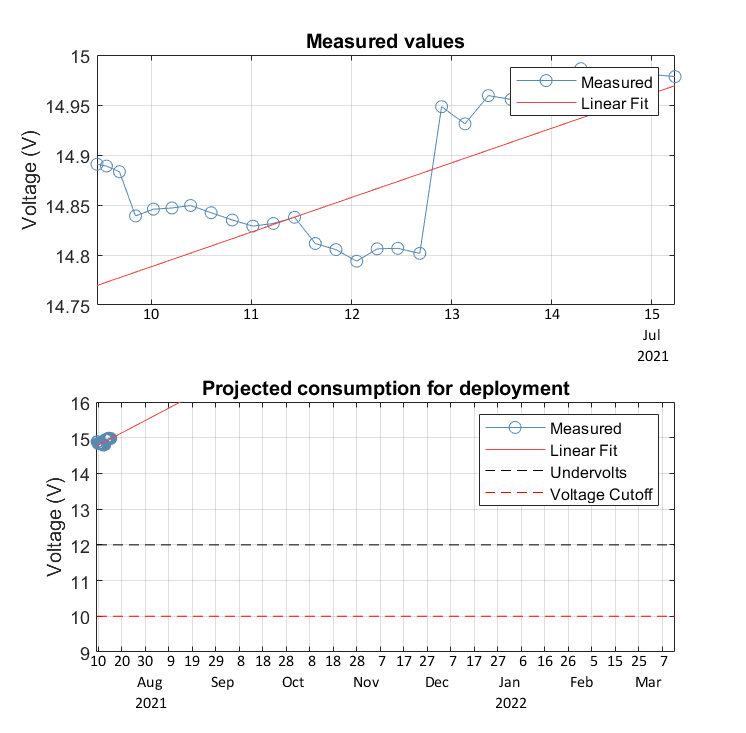 Measured values
15
14.95
14.9
14.85
14.8
14.75
Voltage (V)
Measured
Linear Fit
10 11 12 13 14 15
Jul
2021
Projected consumption for deployment
16
15
14
13
12
11
10
9
Voltage (V)
Measured
Linear Fit
Undervolts
Voltage Cutoff
10 20 30 9 19 29 8 18 28 8 18 28 7 17 27 7 17 27 6 16 26 5 15 25 7
Aug Sep Oct Nov Dec Jan Feb Mar
2021 2022